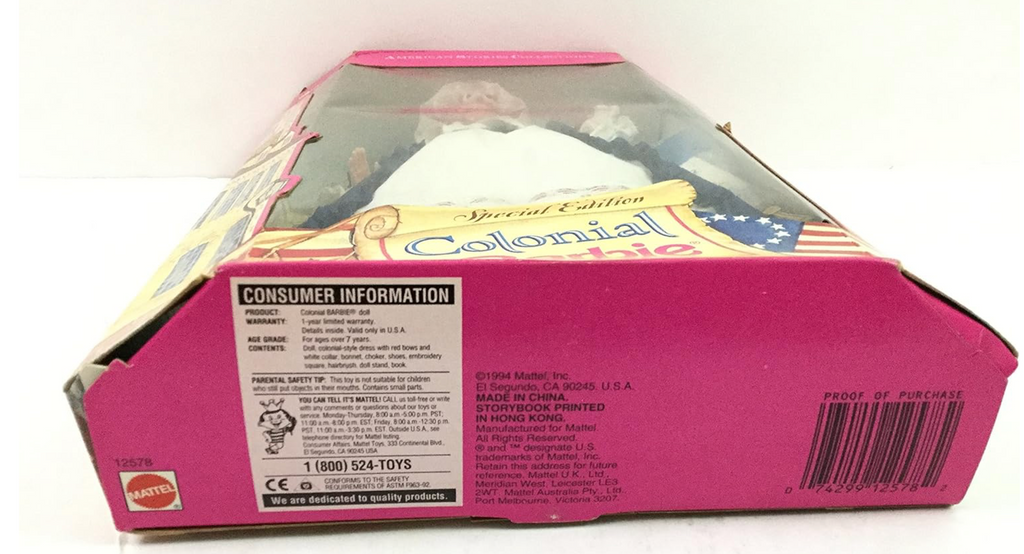 AMERICAN STORIES COLLECTION
Special Edition
Colonial
Barbie®
CONSUMER INFORMATION
PRODUCT: Colonial BARBIE® doll
WARRANTY: 1-year limited warranty.
Details inside. Valid only in U.S.A.
AGE GRADE: For ages over 7 years.
CONTENTS: Doll, colonial-style dress with red bows and
white collar, bonnet, choker, shoes, embroidery
square, hairbrush, doll stand, book.
PARENTAL SAFETY TIP: This toy is not suitable for children
who still put objects in their mouths. Contains small parts.
YOU CAN TELL IT'S MATTEL! CALL us toll-free or write
with any comments or questions about our toys or
service. Monday-Thursday, 8:00 a.m.-5:00 p.m. PST;
11:00 a.m.-8:00 p.m. EST; Friday, 8:00 a.m.-12:30 p.m.
PST, 11:00 a.m.-3:30 p.m. EST. Outside U.S.A., see
telephone directory for Mattel listing.
Consumer Affairs, Mattel Toys, 333 Continental Blvd.,
El Segundo, CA 90245 USA
1 (800) 524-TOYS
CE CONFORMS TO THE SAFETY
REQUIREMENTS OF ASTM F963-92.
We are dedicated to quality products.
12578
MATTEL®
©1994 Mattel, Inc.
El Segundo, CA 90245. U.S.A.
MADE IN CHINA.
STORYBOOK PRINTED
IN HONG KONG.
Manufactured for Mattel.
All Rights Reserved.
® and ™ designate U.S.
trademarks of Mattel, Inc.
Retain this address for future
reference, Mattel U.K., Ltd.,
Meridian West, Leicester LE3
2WT. Mattel Australia Pty., Ltd.,
Port Melbourne, Victoria 3207.
PROOF OF PURCHASE
0 74299 12578 2